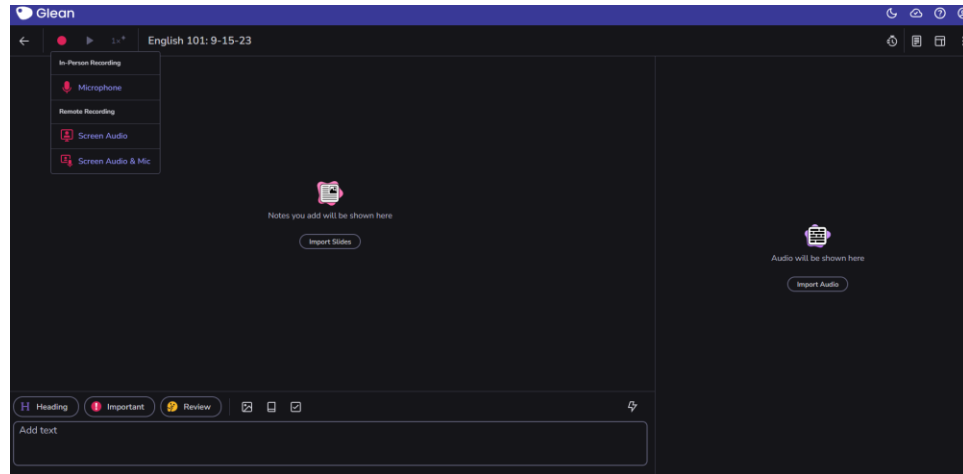 Glean
1x
English 101: 9-15-23
In-Person Recording
Microphone
Remote Recording
Screen Audio
Screen Audio & Mic
Notes you add will be shown here
Import Slides
Audio will be shown here
Import Audio
H Heading
Important
Review
Add text